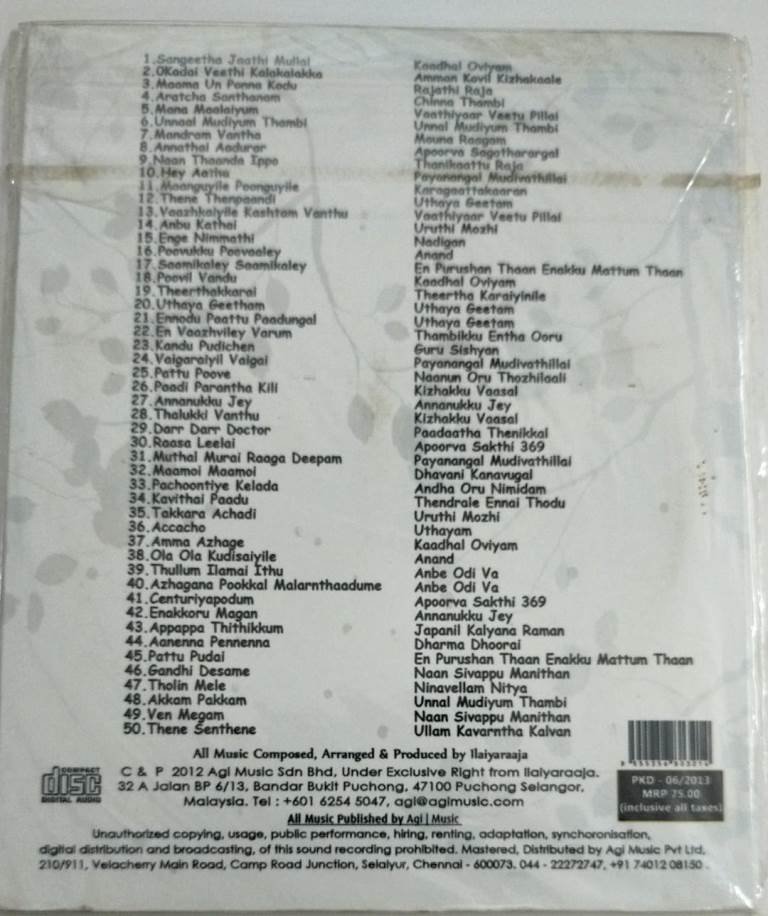 1.Sangeetha Jaathi Mullai Kaadhal Oviyam
2.OKadai Veethi Kalakalakka Amman Kovil Kizhakaale
3.Maama Un Ponna Kodu Rajathi Raja
4.Aratcha Santhanam Chinna Thambi
5.Mana Maalaiyum Vaathiyaar Veetu Pillai
6.Unnaal Mudiyum Thambi Unnal Mudiyum Thambi
7.Mandram Vantha Mouna Raagam
8.Annathai Aadurar Apoorva Sagotharargal
9.Naan Thaanda Ippo Thanikaattu Raja
10.Hey Aatha Payanangal Mudivathillai
11.Maanguyile Poonguyile Karagaattakaaran
12.Thene Thenpaandi Uthaya Geetam
13.Vaazhkaiyile Kashtam Vanthu Vaathiyaar Veetu Pillai
14.Anbu Kathai Uruthi Mozhi
15.Enge Nimmathi Nadigan
16.Poovukku Poovaaley Anand
17.Saamikaley Saamikaley En Purushan Thaan Enakku Mattum Thaan
18.Poovil Vandu Kaadhal Oviyam
19.Theerthakkarai Theertha Karaiyinile
20.Uthaya Geetham Uthaya Geetam
21.Ennodu Paattu Paadungal Uthaya Geetam
22.En Vaazhviley Varum Thambikku Entha Ooru
23.Kandu Pudichen Guru Sishyan
24.Vaigaraiyil Vaigai Payanangal Mudivathillai
25.Pattu Poove Naanun Oru Thozhilaali
26.Paadi Parantha Kili Kizhakku Vaasal
27.Annanukku Jey Annanukku Jey
28.Thalukki Vanthu Kizhakku Vaasal
29.Darr Darr Doctor Paadaatha Thenikkal
30.Raasa Leelai Apoorva Sakthi 369
31.Muthal Murai Raaga Deepam Payanangal Mudivathillai
32.Maamoi Maamoi Dhavani Kanavugal
33.Pachoontiye Kelada Andha Oru Nimidam
34.Kavithai Paadu Thendrale Ennai Thodu
35.Takkara Achadi Uruthi Mozhi
36.Accacho Uthayam
37.Amma Azhage Kaadhal Oviyam
38.Ola Ola Kudisaiyile Anand
39.Thullum Ilamai Ithu Anbe Odi Va
40.Azhagana Pookkal Malarnthaadume Anbe Odi Va
41.Centuriyapodum Apoorva Sakthi 369
42.Enakkoru Magan Annanukku Jey
43.Appappa Thithikkum Japanil Kalyana Raman
44.Aanenna Pennenna Dharma Dhoorai
45.Pattu Pudai En Purushan Thaan Enakku Mattum Thaan
46.Gandhi Desame Naan Sivappu Manithan
47.Tholin Mele Ninavellam Nitya
48.Akkam Pakkam Unnal Mudiyum Thambi
49.Ven Megam Naan Sivappu Manithan
50.Thene Senthene Ullam Kavarntha Kalvan
All Music Composed, Arranged & Produced by Ilaiyaraaja
COMPACT disc DIGITAL AUDIO
C & P 2012 Agi Music Sdn Bhd, Under Exclusive Right from Ilaiyaraaja.
32 A Jalan BP 6/13, Bandar Bukit Puchong, 47100 Puchong Selangor,
Malaysia. Tel : +601 6254 5047, agi@agimusic.com
PKD - 06/2013
MRP 75.00
(inclusive all taxes)
All Music Published by Agi | Music
Unauthorized copying, usage, public performance, hiring, renting, adaptation, synchoronisation,
digital distribution and broadcasting, of this sound recording prohibited. Mastered, Distributed by Agi Music Pvt Ltd,
210/911, Velacherry Main Road, Camp Road Junction, Selaiyur, Chennai - 600073. 044 - 22272747, +91 74012 08150 .